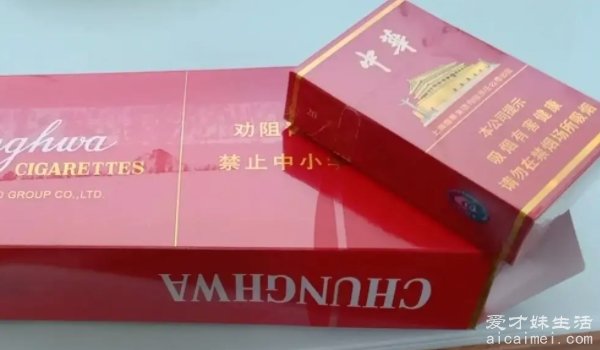 nghwa
CIGARETTES
GROUP CO.,LTD.
劝阻
禁止中小
CHUNGHWA
中华
本公司提示
吸烟有害健康
请勿在禁烟场所吸烟
爱才妹生活
aicaimei.com